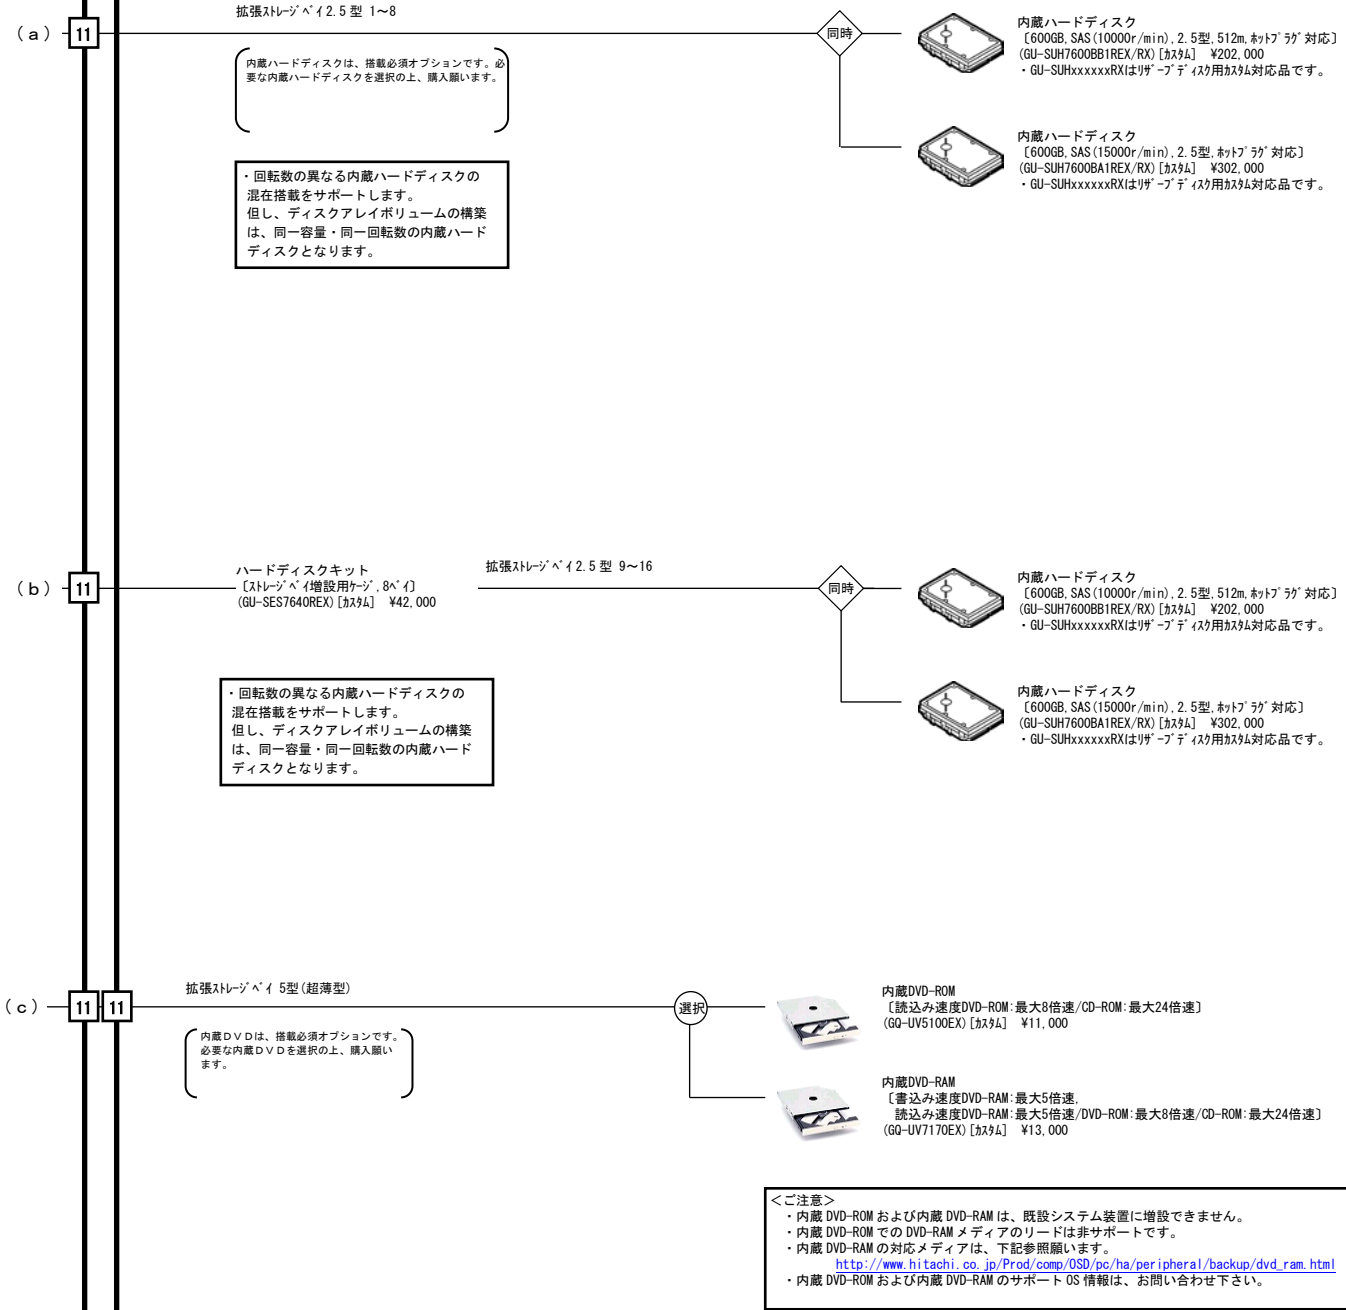 (a)
11
拡張ｽﾄﾚｰｼﾞﾍﾞｲ2.5型 1～8
内蔵ハードディスクは、搭載必須オプションです。必
要な内蔵ハードディスクを選択の上、購入願います。
・回転数の異なる内蔵ハードディスクの
混在搭載をサポートします。
但し、ディスクアレイボリュームの構築
は、同一容量・同一回転数の内蔵ハード
ディスクとなります。
同時
内蔵ハードディスク
〔600GB,SAS(10000r/min),2.5型,512m,ﾎｯﾄﾌﾟﾗｸﾞ対応〕
(GU-SUH7600BB1REX/RX)[ｶｽﾀﾑ] ¥202,000
・GU-SUHxxxxxxRXはﾘｻﾞｰﾌﾞﾃﾞｨｽｸ用ｶｽﾀﾑ対応品です。
内蔵ハードディスク
〔600GB,SAS(15000r/min),2.5型,ﾎｯﾄﾌﾟﾗｸﾞ対応〕
(GU-SUH7600BA1REX/RX)[ｶｽﾀﾑ] ¥302,000
・GU-SUHxxxxxxRXはﾘｻﾞｰﾌﾞﾃﾞｨｽｸ用ｶｽﾀﾑ対応品です。
(b)
11
ハードディスクキット
〔ｽﾄﾚｰｼﾞﾍﾞｲ増設用ｹｰｼﾞ,8ﾍﾞｲ〕
(GU-SES7640REX)[ｶｽﾀﾑ] ¥42,000
拡張ｽﾄﾚｰｼﾞﾍﾞｲ2.5型 9～16
・回転数の異なる内蔵ハードディスクの
混在搭載をサポートします。
但し、ディスクアレイボリュームの構築
は、同一容量・同一回転数の内蔵ハード
ディスクとなります。
同時
内蔵ハードディスク
〔600GB,SAS(10000r/min),2.5型,512m,ﾎｯﾄﾌﾟﾗｸﾞ対応〕
(GU-SUH7600BB1REX/RX)[ｶｽﾀﾑ] ¥202,000
・GU-SUHxxxxxxRXはﾘｻﾞｰﾌﾞﾃﾞｨｽｸ用ｶｽﾀﾑ対応品です。
内蔵ハードディスク
〔600GB,SAS(15000r/min),2.5型,ﾎｯﾄﾌﾟﾗｸﾞ対応〕
(GU-SUH7600BA1REX/RX)[ｶｽﾀﾑ] ¥302,000
・GU-SUHxxxxxxRXはﾘｻﾞｰﾌﾞﾃﾞｨｽｸ用ｶｽﾀﾑ対応品です。
(c)
11 11
拡張ｽﾄﾚｰｼﾞﾍﾞｲ 5型(超薄型)
内蔵ＤＶＤは、搭載必須オプションです。
必要な内蔵ＤＶＤを選択の上、購入願い
ます。
選択
内蔵DVD-ROM
〔読込み速度DVD-ROM:最大8倍速/CD-ROM:最大24倍速〕
(GQ-UV5100EX)[ｶｽﾀﾑ] ¥11,000
内蔵DVD-RAM
〔書込み速度DVD-RAM:最大5倍速,
読込み速度DVD-RAM:最大5倍速/DVD-ROM:最大8倍速/CD-ROM:最大24倍速〕
(GQ-UV7170EX)[ｶｽﾀﾑ] ¥13,000
＜ご注意＞
・内蔵 DVD-ROM および内蔵 DVD-RAM は、既設システム装置に増設できません。
・内蔵 DVD-ROM での DVD-RAM メディアのリードは非サポートです。
・内蔵 DVD-RAM の対応メディアは、下記参照願います。
http://www.hitachi.co.jp/Prod/comp/OSD/pc/ha/peripheral/backup/dvd_ram.html
・内蔵 DVD-ROM および内蔵 DVD-RAM のサポート OS 情報は、お問い合わせ下さい。